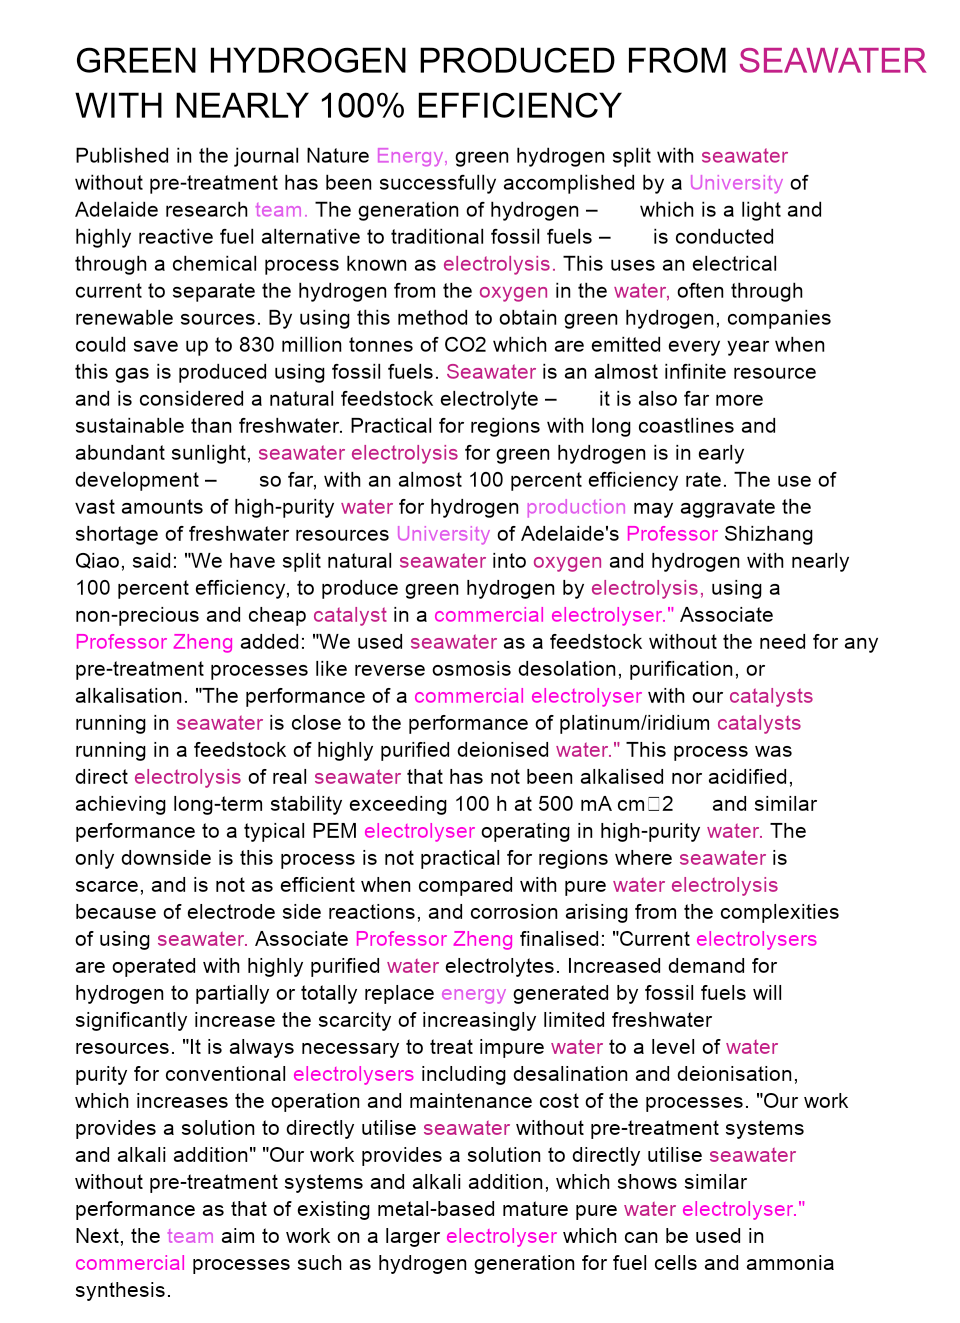 GREEN HYDROGEN PRODUCED FROM SEAWATER
WITH NEARLY 100% EFFICIENCY
Published in the journal Nature Energy, green hydrogen split with seawater
without pre-treatment has been successfully accomplished by a University of
Adelaide research team. The generation of hydrogen – which is a light and
highly reactive fuel alternative to traditional fossil fuels – is conducted
through a chemical process known as electrolysis. This uses an electrical
current to separate the hydrogen from the oxygen in the water, often through
renewable sources. By using this method to obtain green hydrogen, companies
could save up to 830 million tonnes of CO2 which are emitted every year when
this gas is produced using fossil fuels. Seawater is an almost infinite resource
and is considered a natural feedstock electrolyte – it is also far more
sustainable than freshwater. Practical for regions with long coastlines and
abundant sunlight, seawater electrolysis for green hydrogen is in early
development – so far, with an almost 100 percent efficiency rate. The use of
vast amounts of high-purity water for hydrogen production may aggravate the
shortage of freshwater resources University of Adelaide's Professor Shizhang
Qiao, said: "We have split natural seawater into oxygen and hydrogen with nearly
100 percent efficiency, to produce green hydrogen by electrolysis, using a
non-precious and cheap catalyst in a commercial electrolyser." Associate
Professor Zheng added: "We used seawater as a feedstock without the need for any
pre-treatment processes like reverse osmosis desolation, purification, or
alkalisation. "The performance of a commercial electrolyser with our catalysts
running in seawater is close to the performance of platinum/iridium catalysts
running in a feedstock of highly purified deionised water." This process was
direct electrolysis of real seawater that has not been alkalised nor acidified,
achieving long-term stability exceeding 100 h at 500 mA cm□2 and similar
performance to a typical PEM electrolyser operating in high-purity water. The
only downside is this process is not practical for regions where seawater is
scarce, and is not as efficient when compared with pure water electrolysis
because of electrode side reactions, and corrosion arising from the complexities
of using seawater. Associate Professor Zheng finalised: "Current electrolysers
are operated with highly purified water electrolytes. Increased demand for
hydrogen to partially or totally replace energy generated by fossil fuels will
significantly increase the scarcity of increasingly limited freshwater
resources. "It is always necessary to treat impure water to a level of water
purity for conventional electrolysers including desalination and deionisation,
which increases the operation and maintenance cost of the processes. "Our work
provides a solution to directly utilise seawater without pre-treatment systems
and alkali addition" "Our work provides a solution to directly utilise seawater
without pre-treatment systems and alkali addition, which shows similar
performance as that of existing metal-based mature pure water electrolyser."
Next, the team aim to work on a larger electrolyser which can be used in
commercial processes such as hydrogen generation for fuel cells and ammonia
synthesis.